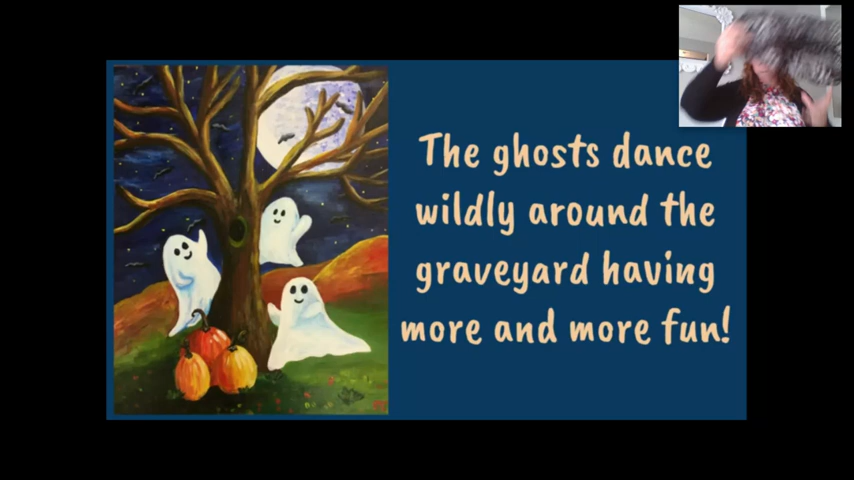 The ghosts dance
wildly around the
graveyard having
more and more fun!